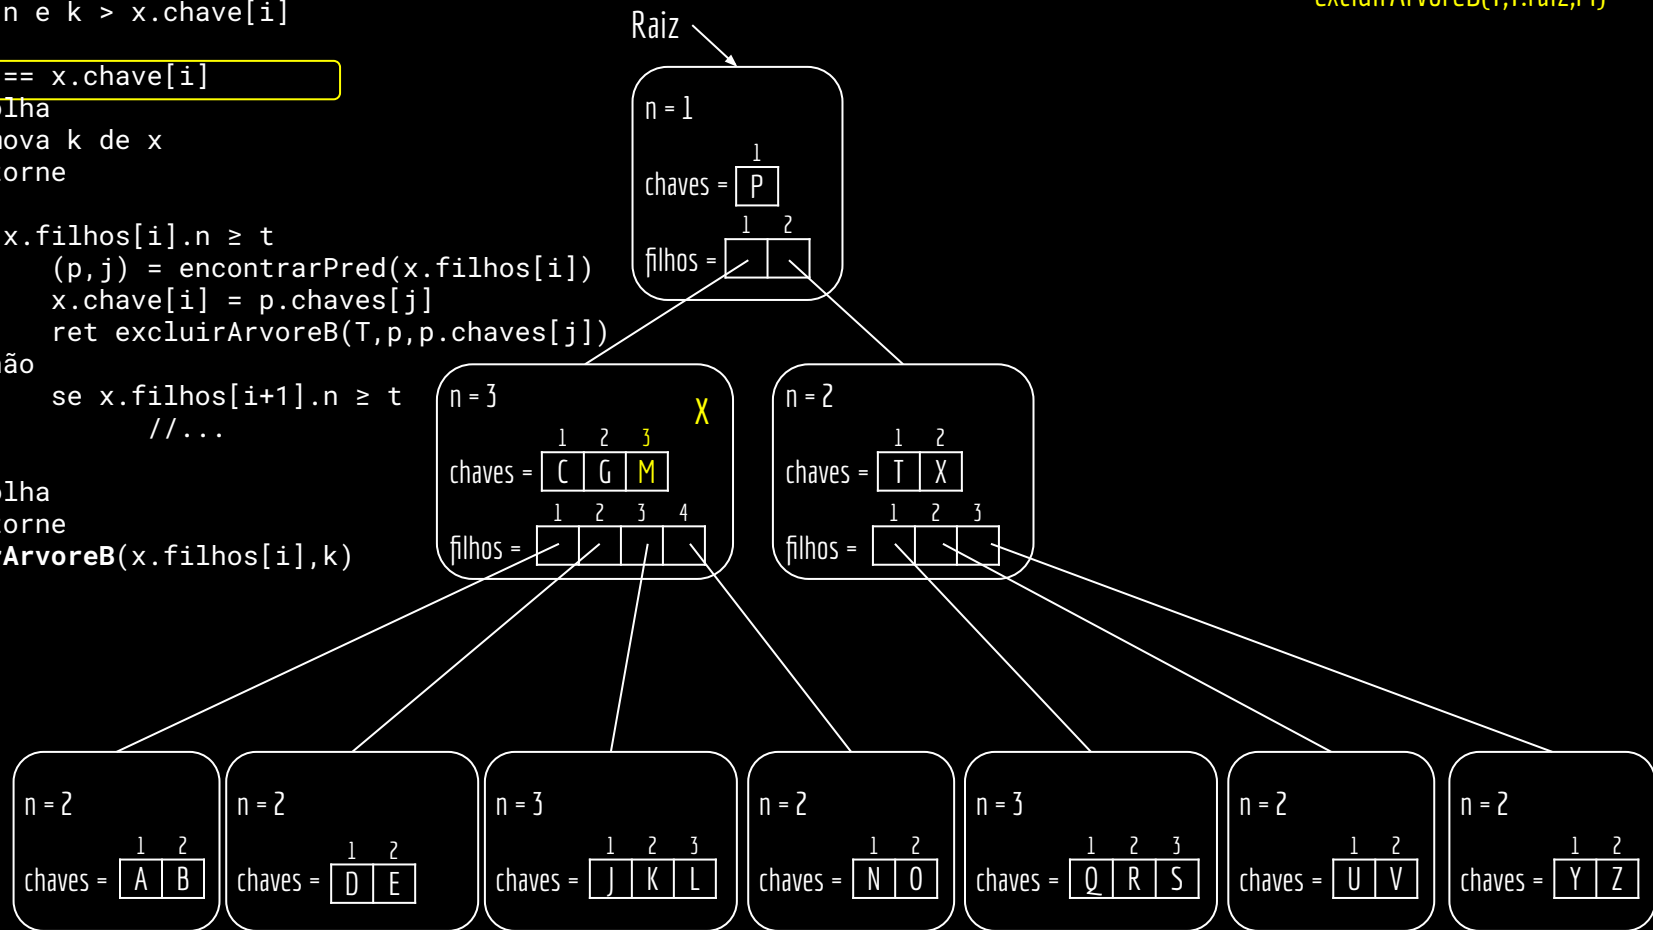 n e k > x.chave[i]
== x.chave[i]
lha
ova k de x
orne
x.filhos[i].n ≥ t
(p,j) = encontrarPred(x.filhos[i])
x.chave[i] = p.chaves[j]
ret excluirArvoreB(T,p,p.chaves[j])
ão
se x.filhos[i+1].n ≥ t
//...
lha
orne
ArvoreB(x.filhos[i],k)
excluirArvoreB(T,T.raiz,M)
Raiz
n = 1
1
chaves = P
1 2
filhos =
n = 3
X
1 2 3
chaves = C G M
1 2 3 4
filhos =
n = 2
1 2
chaves = T X
1 2 3
filhos =
n = 2
1 2
chaves = A B
n = 2
1 2
chaves = D E
n = 3
1 2 3
chaves = J K L
n = 2
1 2
chaves = N O
n = 3
1 2 3
chaves = Q R S
n = 2
1 2
chaves = U V
n = 2
1 2
chaves = Y Z